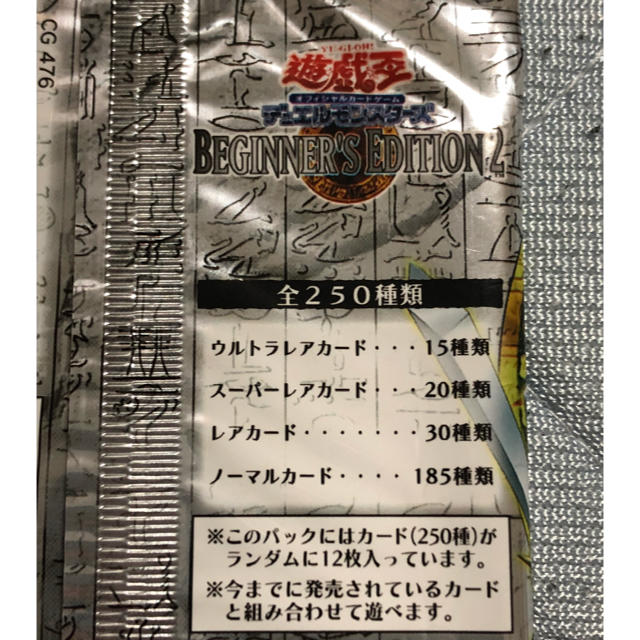 CG 476
YU-GI-OH!
遊戯王
オフィシャルカードゲーム
デュエルモンスターズ
BEGINNER'S EDITION 2
全250種類
ウルトラレアカード・・・15種類
スーパーレアカード・・・20種類
レアカード・・・・・・・30種類
ノーマルカード・・・・185種類
※このパックにはカード(250種)が
ランダムに12枚入っています。
※今までに発売されているカード
と組み合わせて遊べます。